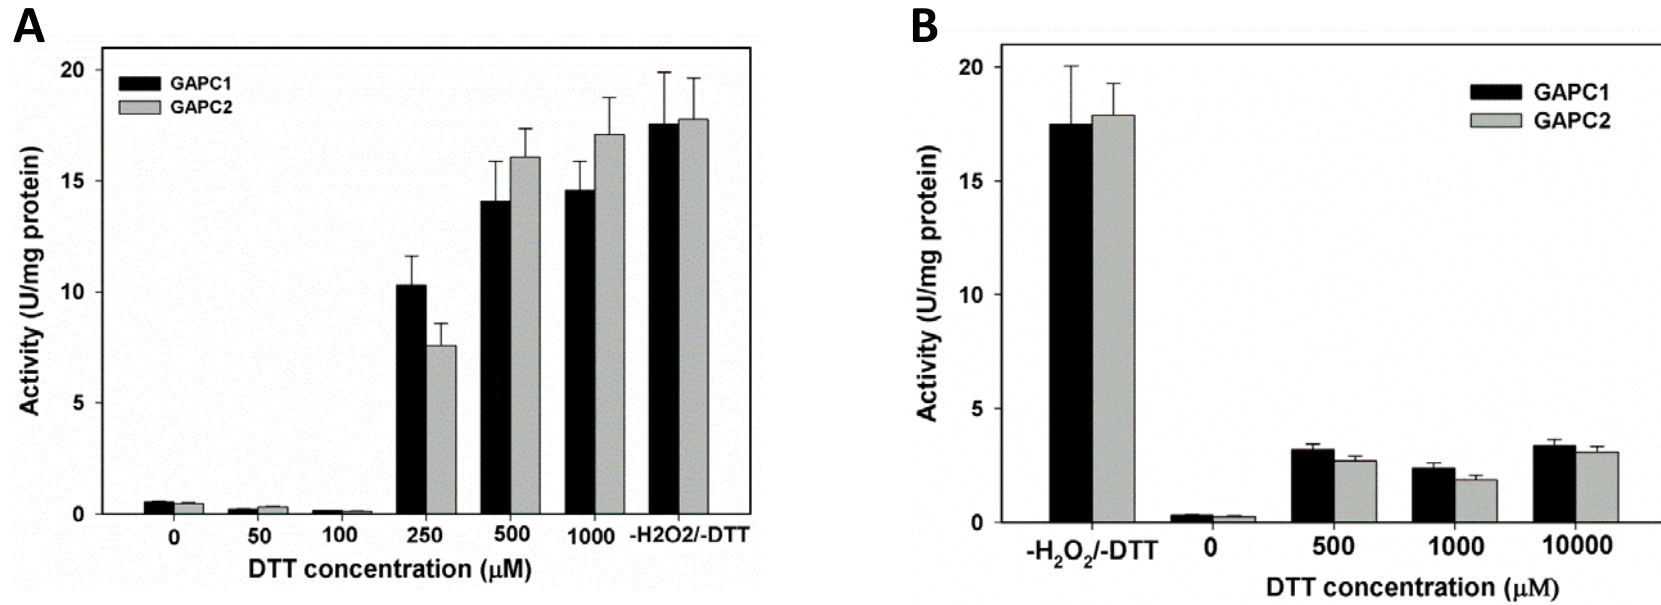 A
Activity (U/mg protein)
20
15
10
5
0
GAPC1
GAPC2
0 50 100 250 500 1000 -H2O2/-DTT
DTT concentration (μM)
B
Activity (U/mg protein)
20
15
10
5
0
GAPC1
GAPC2
-H₂O₂/-DTT 0 500 1000 10000
DTT concentration (μM)